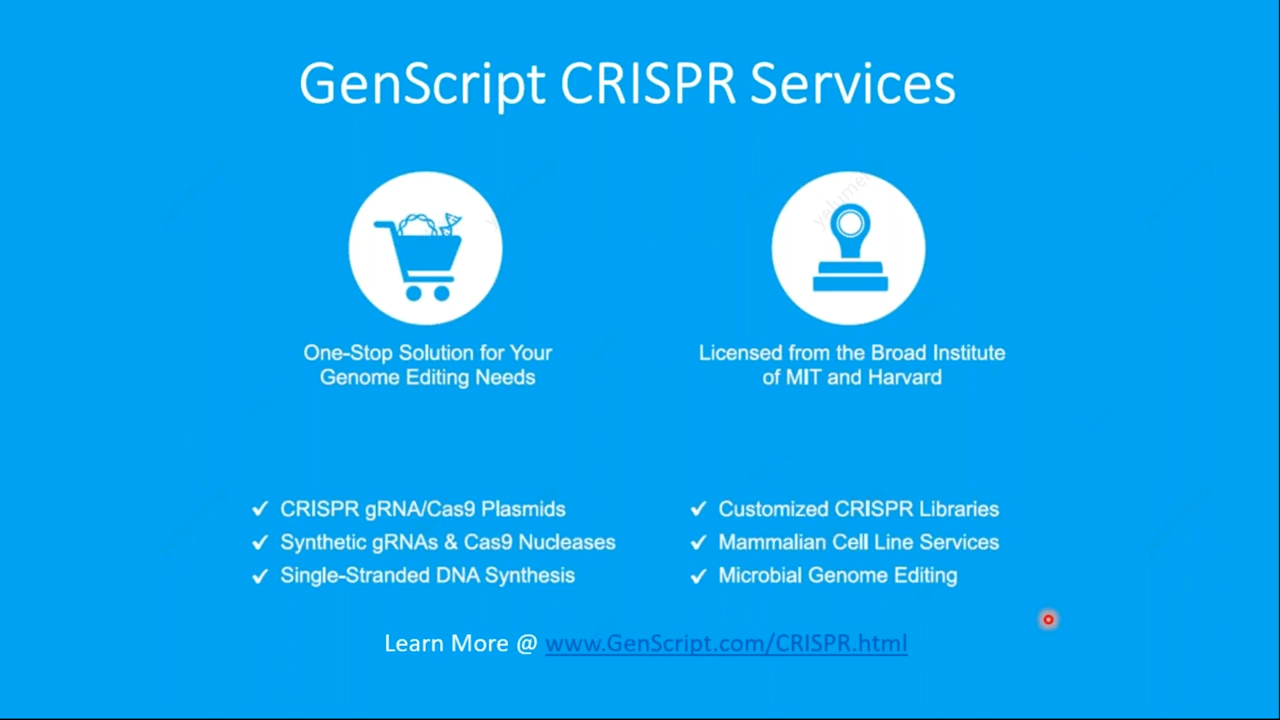 GenScript CRISPR Services
One-Stop Solution for Your
Genome Editing Needs
Licensed from the Broad Institute
of MIT and Harvard
✓ CRISPR gRNA/Cas9 Plasmids
✓ Synthetic gRNAs & Cas9 Nucleases
✓ Single-Stranded DNA Synthesis
✓ Customized CRISPR Libraries
✓ Mammalian Cell Line Services
✓ Microbial Genome Editing
Learn More @ www.GenScript.com/CRISPR.html